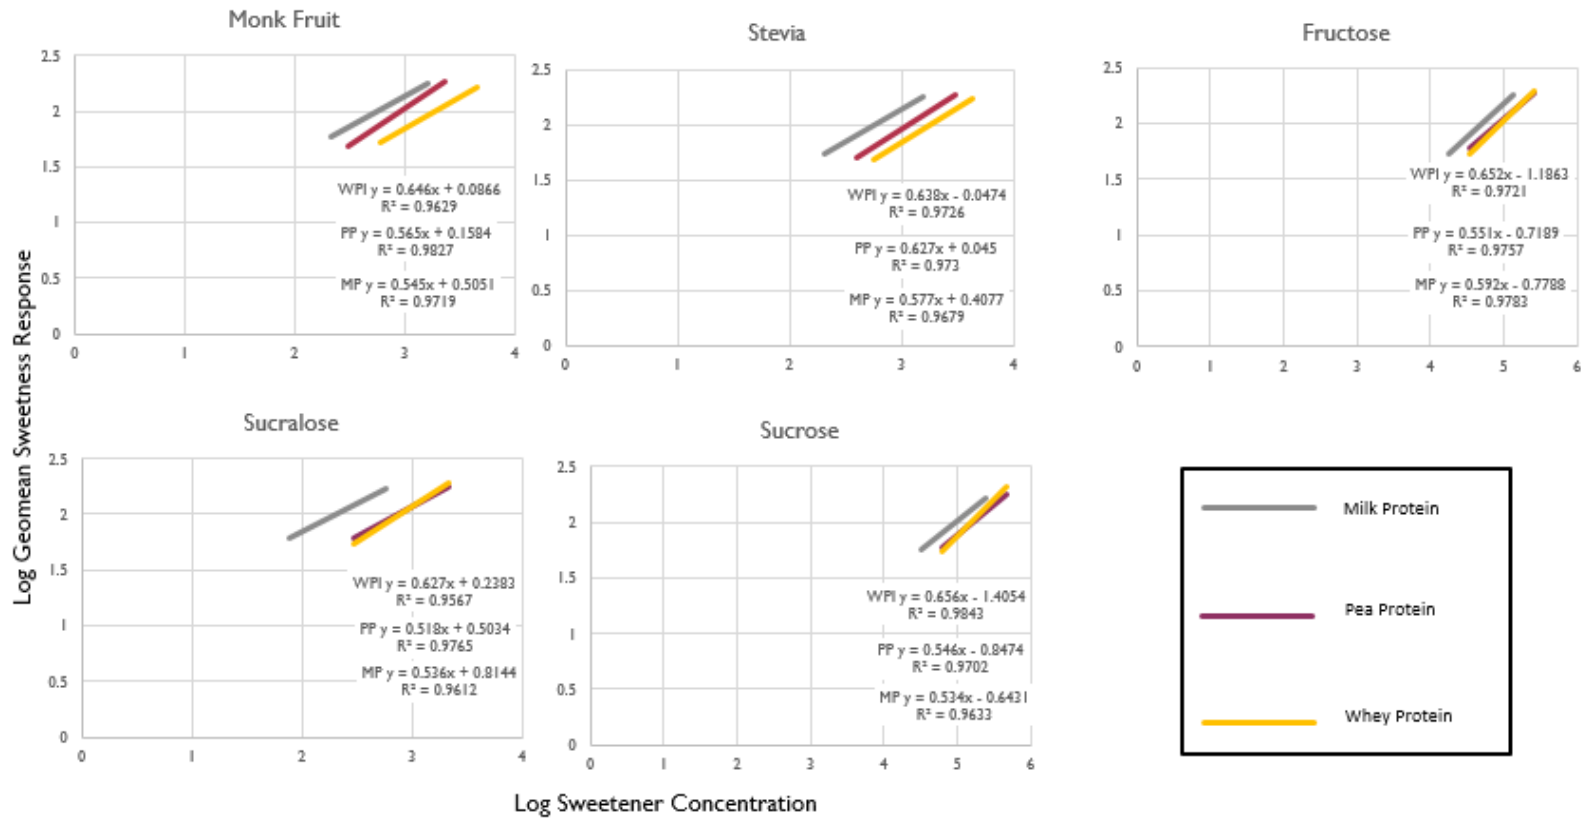 Monk Fruit
2.5
2
1.5
1
0.5
0
0 1 2 3 4
WPI y = 0.646x + 0.0866
R² = 0.9629
PP y = 0.565x + 0.1584
R² = 0.9827
MP y = 0.545x + 0.5051
R² = 0.9719
Stevia
2.5
2
1.5
1
0.5
0
0 1 2 3 4
WPI y = 0.638x - 0.0474
R² = 0.9726
PP y = 0.627x + 0.045
R² = 0.973
MP y = 0.577x + 0.4077
R² = 0.9679
Fructose
2.5
2
1.5
1
0.5
0
0 1 2 3 4 5 6
WPI y = 0.652x - 1.1863
R² = 0.9721
PP y = 0.551x - 0.7189
R² = 0.9757
MP y = 0.592x - 0.7788
R² = 0.9783
Log Geomean Sweetness Response
Sucralose
2.5
2
1.5
1
0.5
0
0 1 2 3 4
WPI y = 0.627x + 0.2383
R² = 0.9567
PP y = 0.518x + 0.5034
R² = 0.9765
MP y = 0.536x + 0.8144
R² = 0.9612
Sucrose
2.5
2
1.5
1
0.5
0
0 1 2 3 4 5 6
WPI y = 0.656x - 1.4054
R² = 0.9843
PP y = 0.546x - 0.8474
R² = 0.9702
MP y = 0.534x - 0.6431
R² = 0.9633
Milk Protein
Pea Protein
Whey Protein
Log Sweetener Concentration